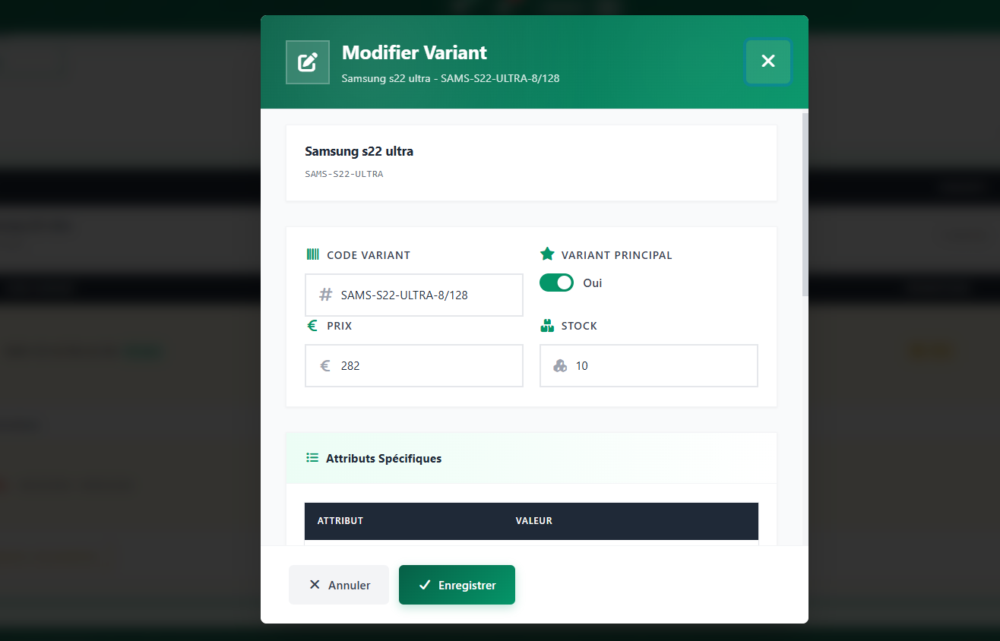 Modifier Variant
Samsung s22 ultra - SAMS-S22-ULTRA-8/128
Samsung s22 ultra
SAMS-S22-ULTRA
CODE VARIANT
SAMS-S22-ULTRA-8/128
VARIANT PRINCIPAL
Oui
PRIX
282
STOCK
10
Attributs Spécifiques
ATTRIBUT VALEUR
Annuler
Enregistrer